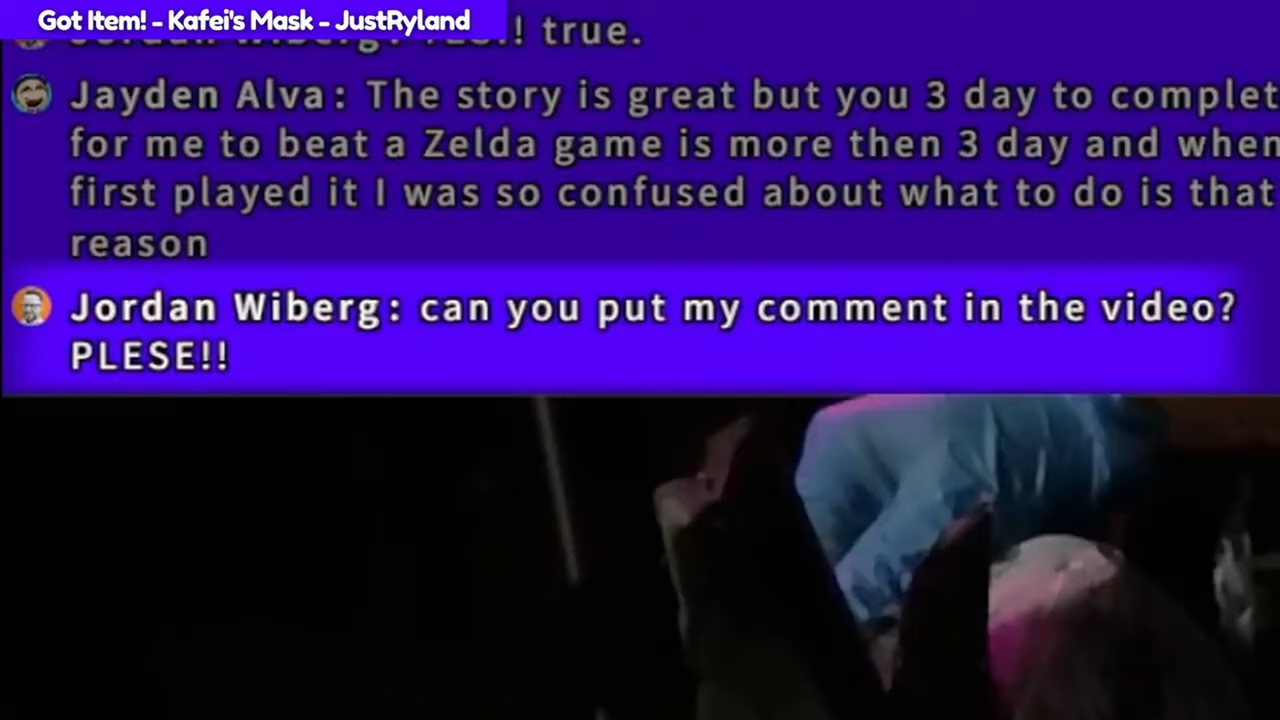 Got Item! - Kafei's Mask - JustRyland
Jordan Wiberg: true.
Jayden Alva: The story is great but you 3 day to complet
for me to beat a Zelda game is more then 3 day and when
first played it I was so confused about what to do is that
reason
Jordan Wiberg: can you put my comment in the video?
PLESE!!